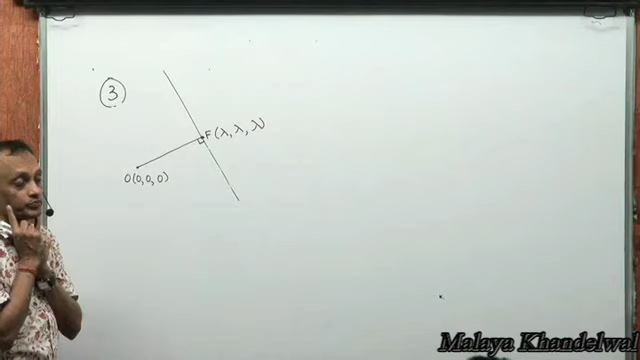 3
F(λ, λ, λ)
O(0,0,0)
Malaya Khandelwal